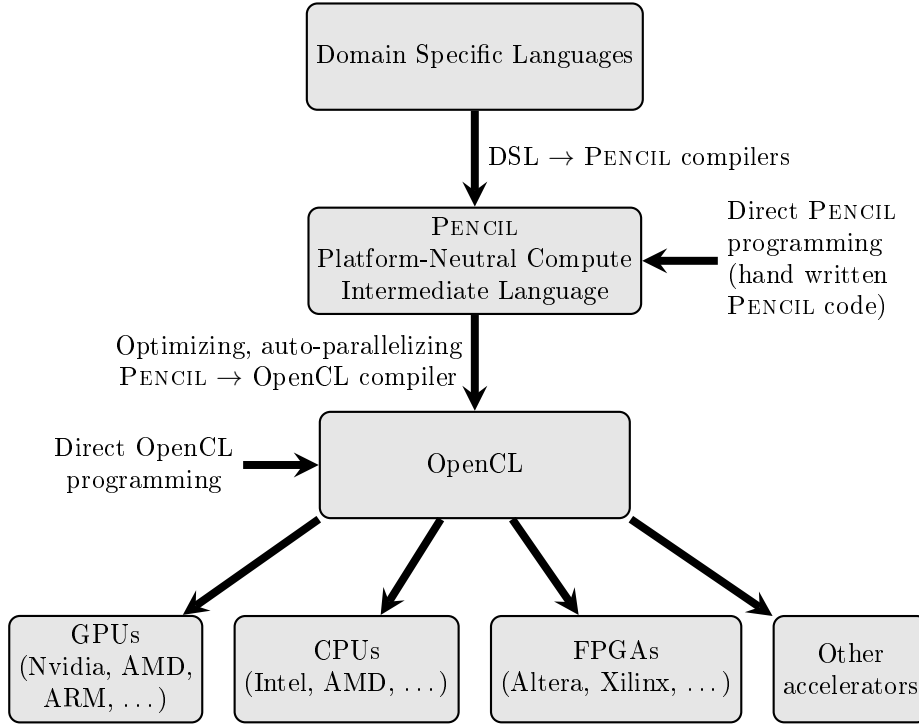 Domain Specific Languages
DSL → PENCIL compilers
PENCIL
Platform-Neutral Compute
Intermediate Language
Direct PENCIL
programming
(hand written
PENCIL code)
Optimizing, auto-parallelizing
PENCIL → OpenCL compiler
Direct OpenCL
programming
OpenCL
GPUs
(Nvidia, AMD,
ARM, ...)
CPUs
(Intel, AMD, ...)
FPGAs
(Altera, Xilinx, ...)
Other
accelerators